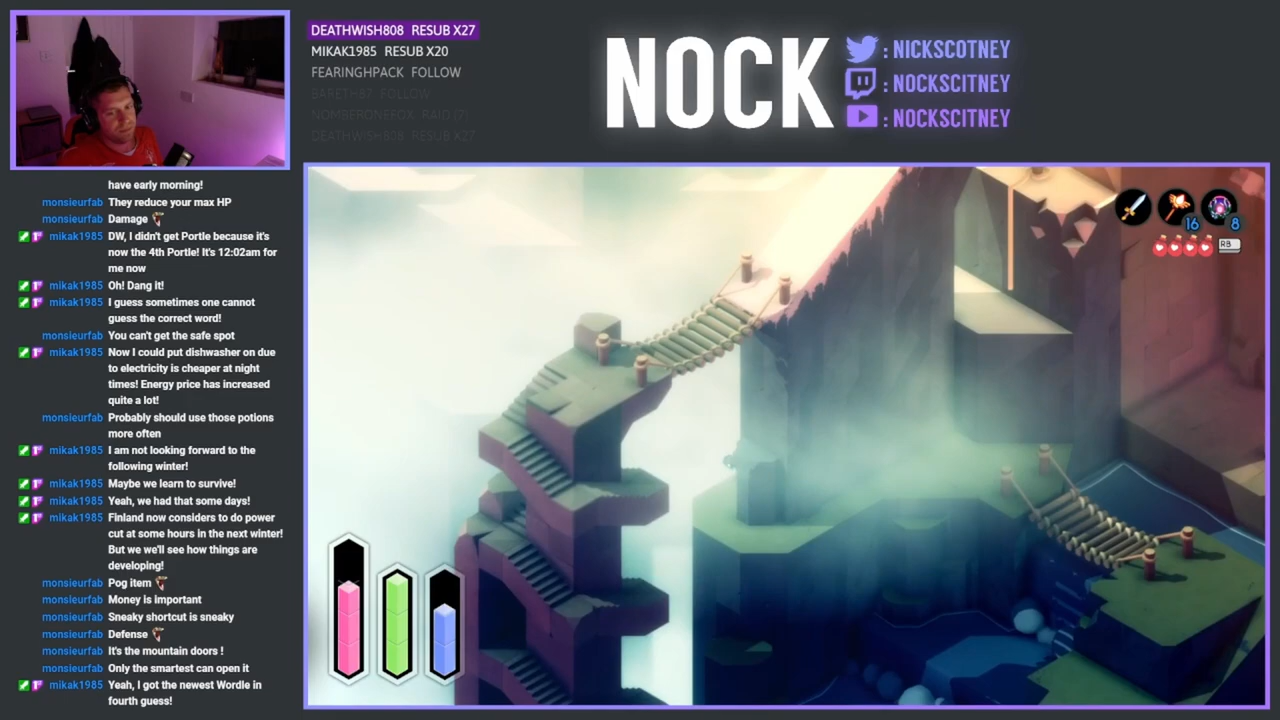 DEATHWISH808 RESUB X27
MIKAK1985 RESUB X20
FEARINGHPACK FOLLOW
BARETH87 FOLLOW
NOMBERONEFOX RAID (7)
DEATHWISH808 RESUB X27
NOCK
: NICKSCOTNEY
: NOCKSCITNEY
: NOCKSCITNEY
have early morning!
monsieurfab They reduce your max HP
monsieurfab Damage
mikak1985 DW, I didn't get Portle because it's
now the 4th Portle! It's 12:02am for
me now
mikak1985 Oh! Dang it!
mikak1985 I guess sometimes one cannot
guess the correct word!
monsieurfab You can't get the safe spot
mikak1985 Now I could put dishwasher on due
to electricity is cheaper at night
times! Energy price has increased
quite a lot!
monsieurfab Probably should use those potions
more often
mikak1985 I am not looking forward to the
following winter!
mikak1985 Maybe we learn to survive!
mikak1985 Yeah, we had that some days!
mikak1985 Finland now considers to do power
cut at some hours in the next winter!
But we we'll see how things are
developing!
monsieurfab Pog item
monsieurfab Money is important
monsieurfab Sneaky shortcut is sneaky
monsieurfab Defense
monsieurfab It's the mountain doors !
monsieurfab Only the smartest can open it
mikak1985 Yeah, I got the newest Wordle in
fourth guess!
16
8
RB